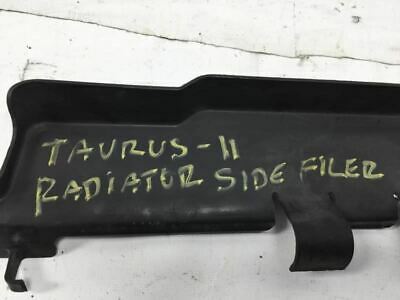 TAURUS-11
RADIATOR SIDE FILER